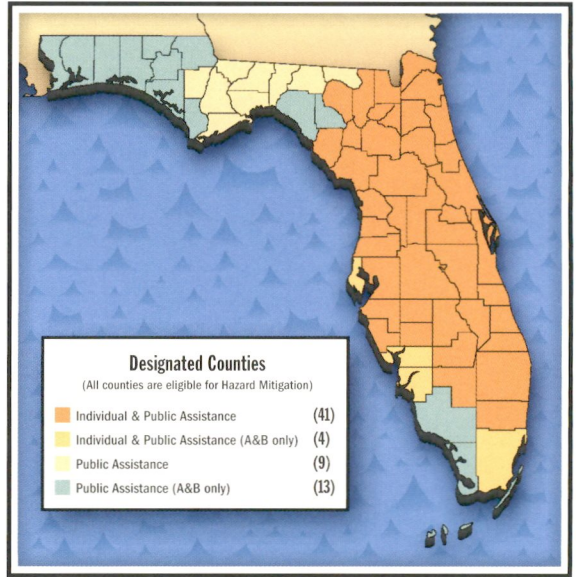 Designated Counties
(All counties are eligible for Hazard Mitigation)
Individual & Public Assistance (41)
Individual & Public Assistance (A&B only) (4)
Public Assistance (9)
Public Assistance (A&B only) (13)